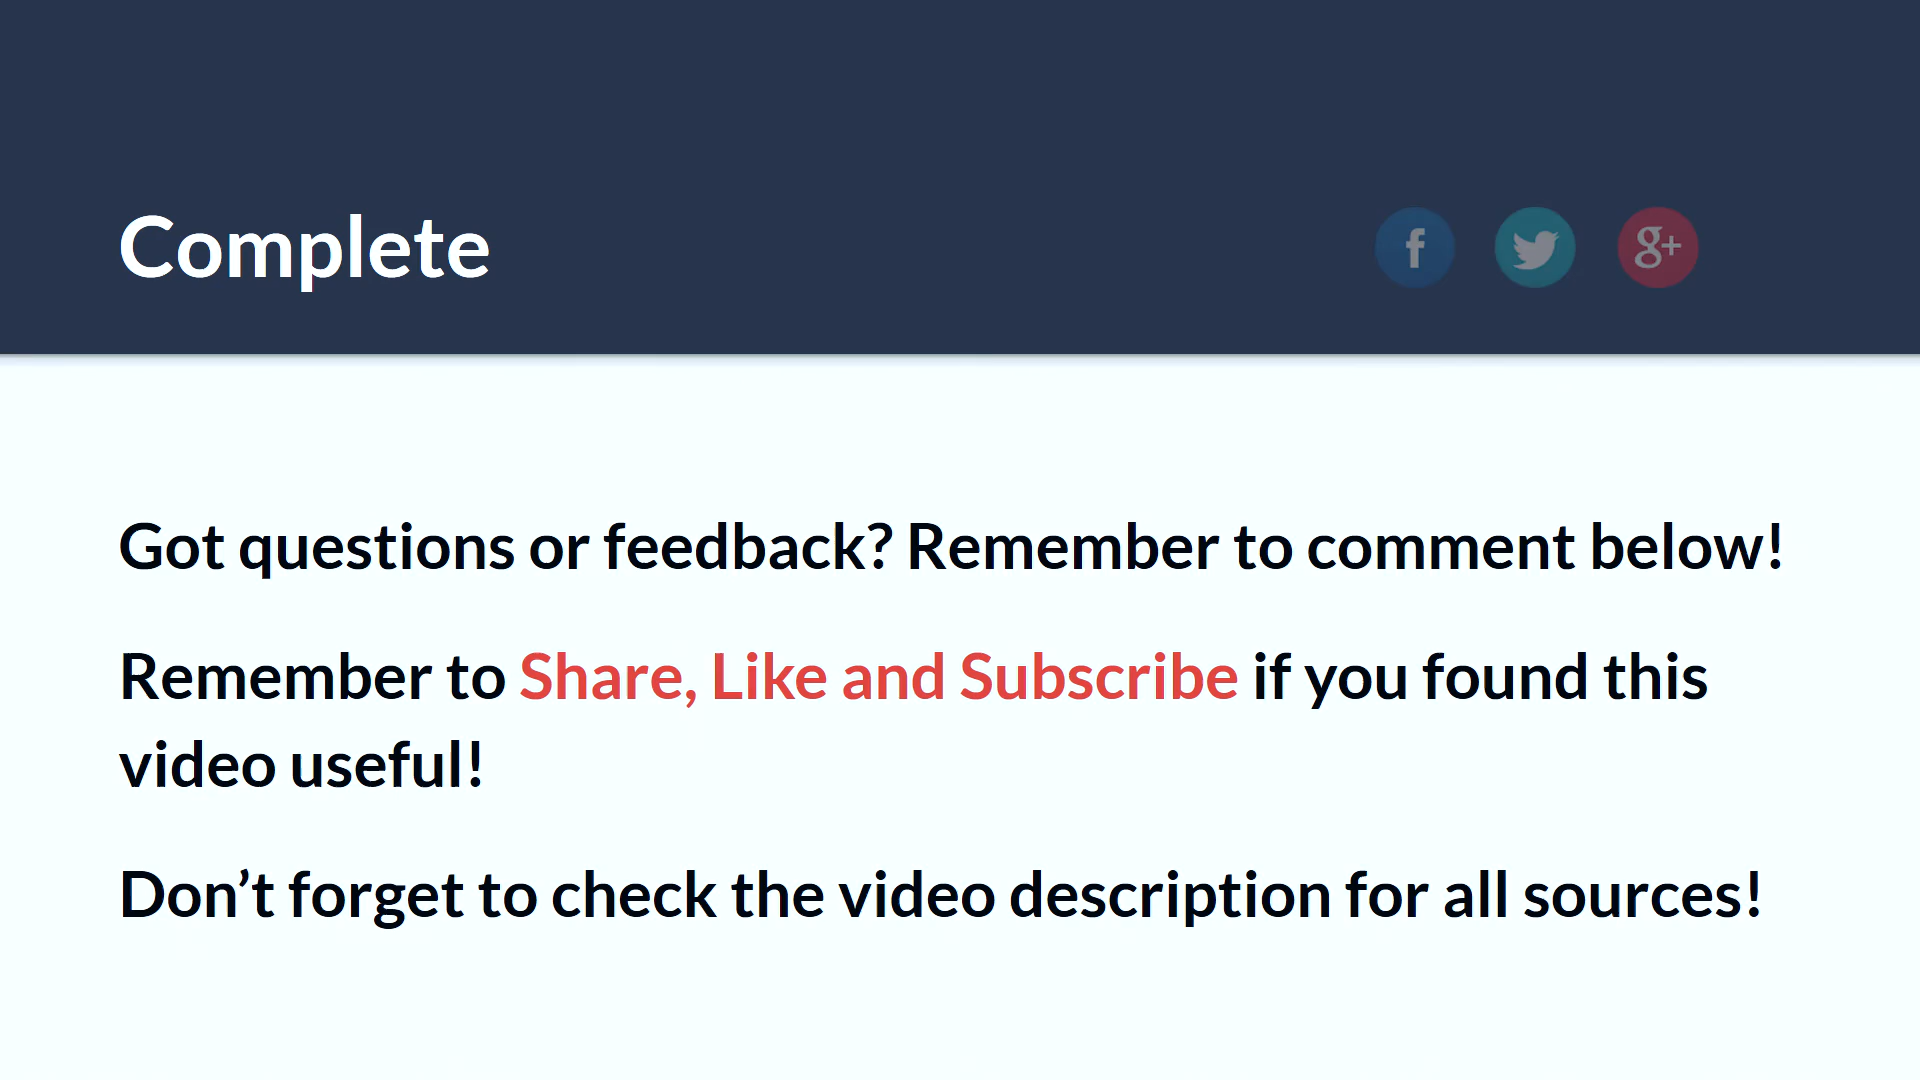 Complete
f
g+
Got questions or feedback? Remember to comment below!
Remember to Share, Like and Subscribe if you found this
video useful!
Don’t forget to check the video description for all sources!